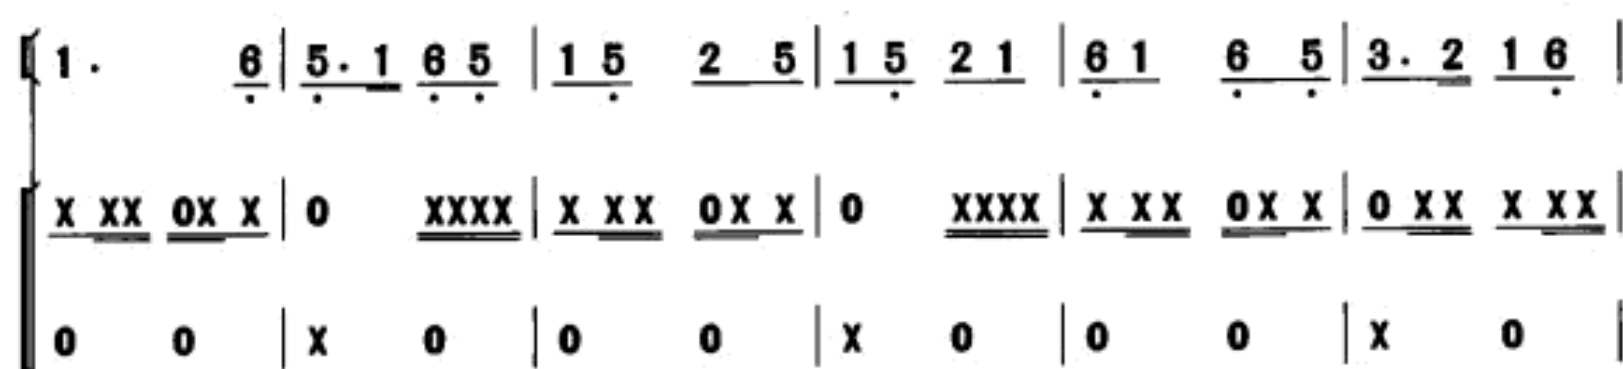 1. 6 | 5. 1 6 5 | 1 5 2 5 | 1 5 2 1 | 6 1 6 5 | 3. 2 1 6 |
X XX 0X X | 0 XXXX | X XX 0X X | 0 XXXX | X XX 0X X | 0 XX X XX |
0 0 | X 0 | 0 0 | X 0 | 0 0 | X 0 |